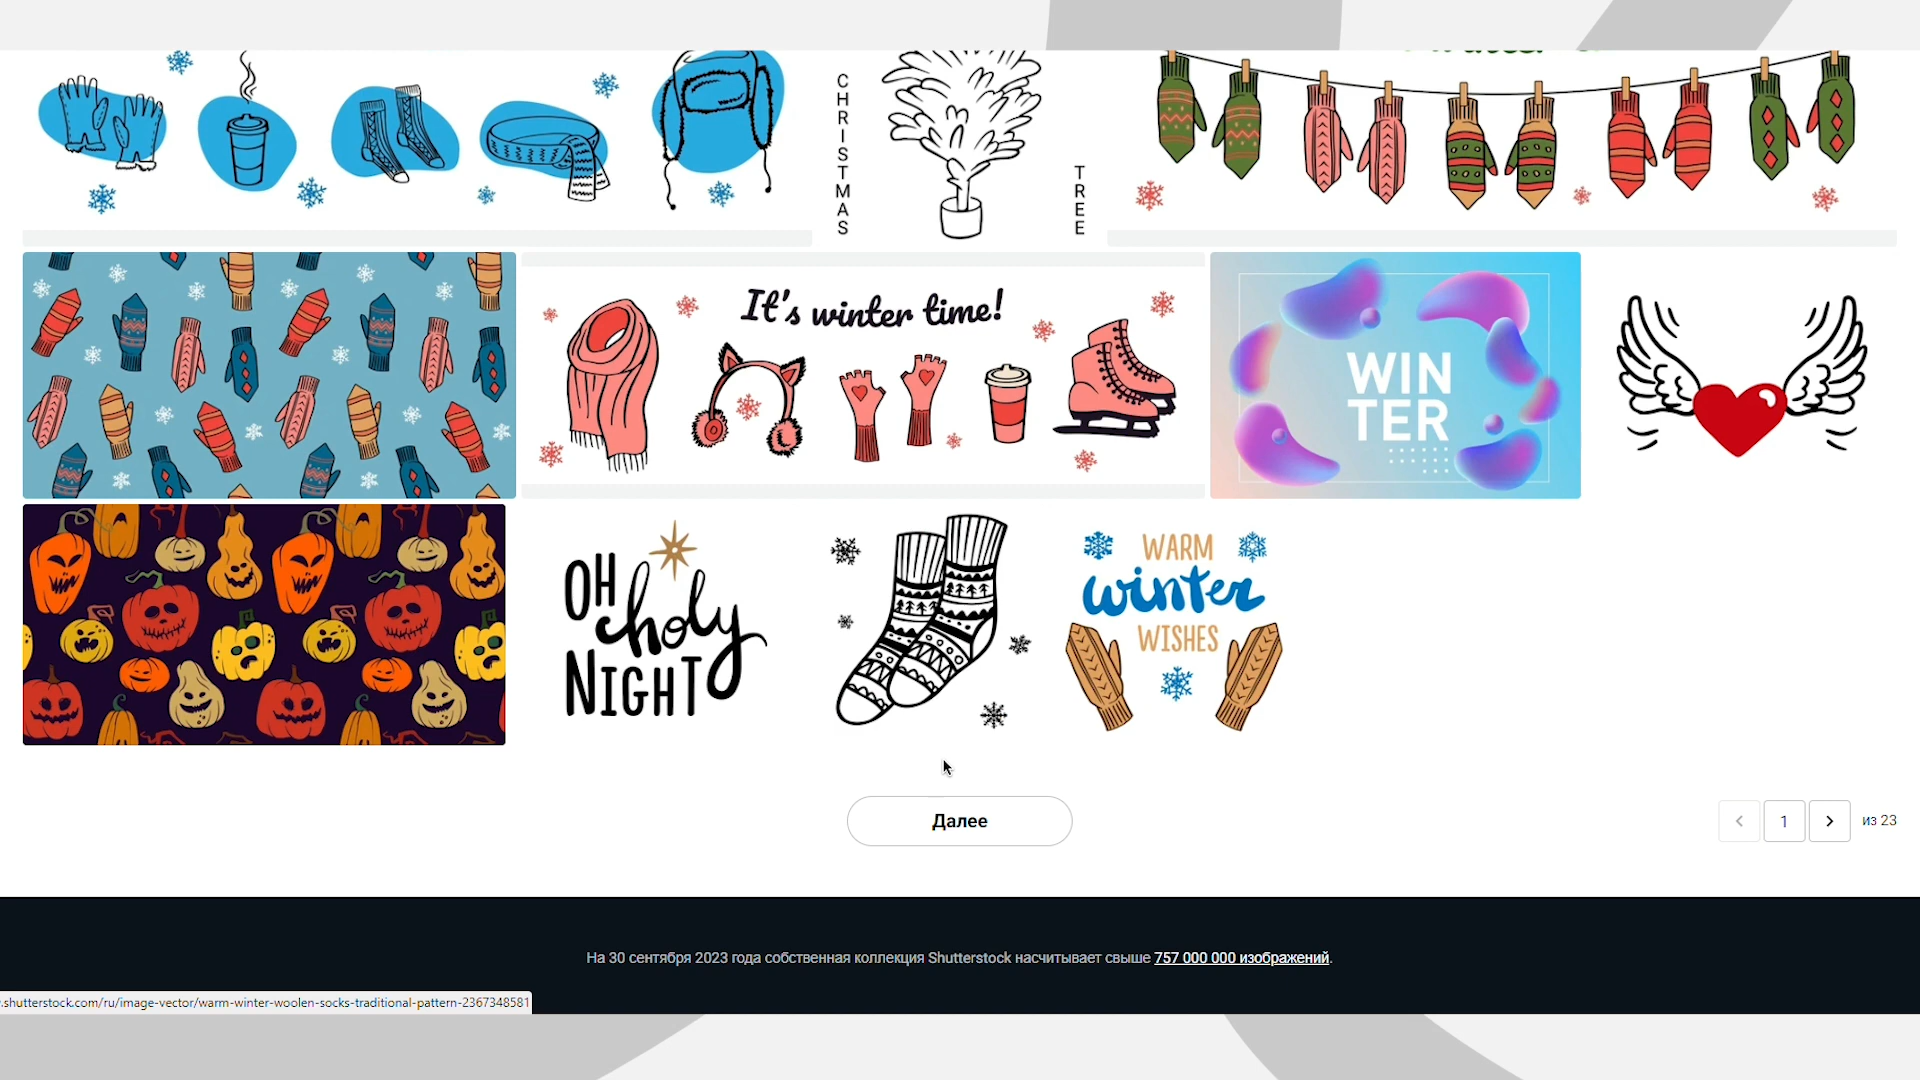 CHRISTMAS
TREE
It's winter time!
WIN
TER
OH
holy
NIGHT
WARM
winter
WISHES
Далее
1
из 23
На 30 сентября 2023 года собственная коллекция Shutterstock насчитывает свыше 757 000 000 изображений.
.shutterstock.com/ru/image-vector/warm-winter-woolen-socks-traditional-pattern-2367348581